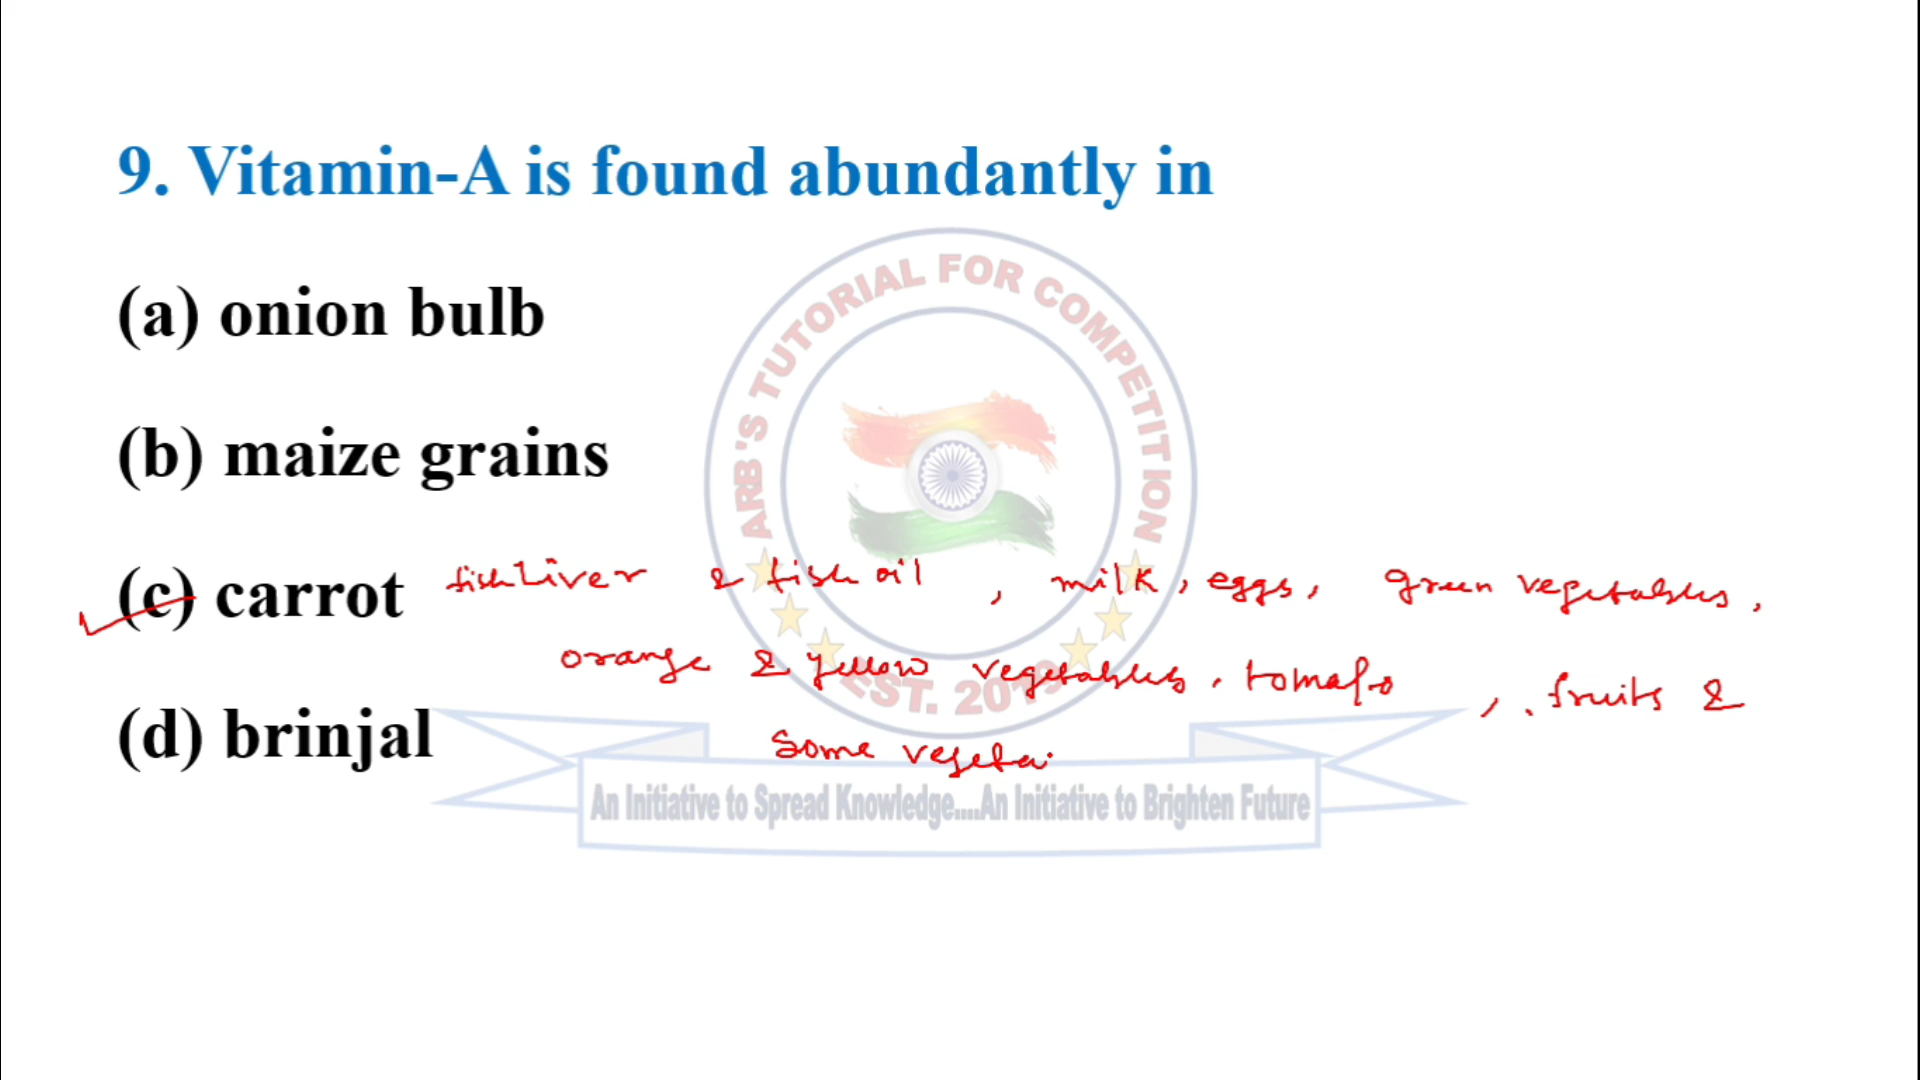 9. Vitamin-A is found abundantly in
ARB'S TUTORIAL FOR COMPETITION
(a) onion bulb
(b) maize grains
(c) carrot fish liver & fish oil , milk, eggs, green vegetables,
orange & yellow vegetables, tomato , . fruits &
EST. 2019
(d) brinjal
some vegeta
An Initiative to Spread Knowledge....An Initiative to Brighten Future